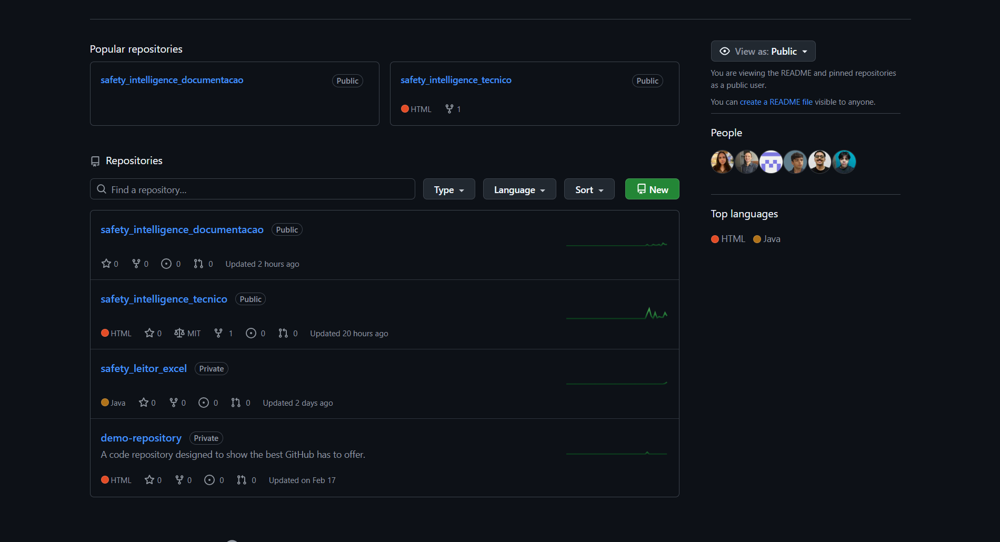 Popular repositories
safety_intelligence_documentacao Public
safety_intelligence_tecnico Public
HTML 1
Repositories
Find a repository...
Type
Language
Sort
New
safety_intelligence_documentacao Public
0 0 0 0 Updated 2 hours ago
safety_intelligence_tecnico Public
HTML 0 MIT 1 0 0 Updated 20 hours ago
safety_leitor_excel Private
Java 0 0 0 0 Updated 2 days ago
demo-repository Private
A code repository designed to show the best GitHub has to offer.
HTML 0 0 0 0 Updated on Feb 17
View as: Public
You are viewing the README and pinned repositories
as a public user.
You can create a README file visible to anyone.
People
Top languages
HTML Java